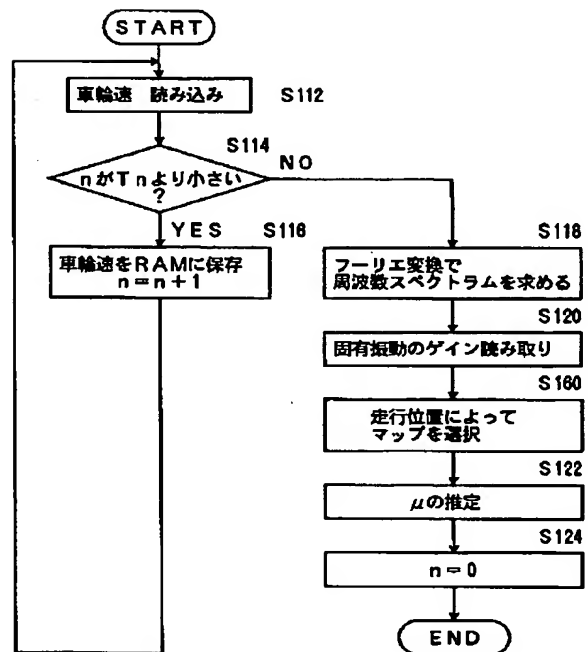 START
車輪速 読み込み
S112
S114
nがTnより小さい
?
NO
YES
S116
車輪速をRAMに保存
n=n+1
S118
フーリエ変換で
周波数スペクトラムを求める
S120
固有振動のゲイン読み取り
S160
走行位置によって
マップを選択
S122
μの推定
S124
n=0
END